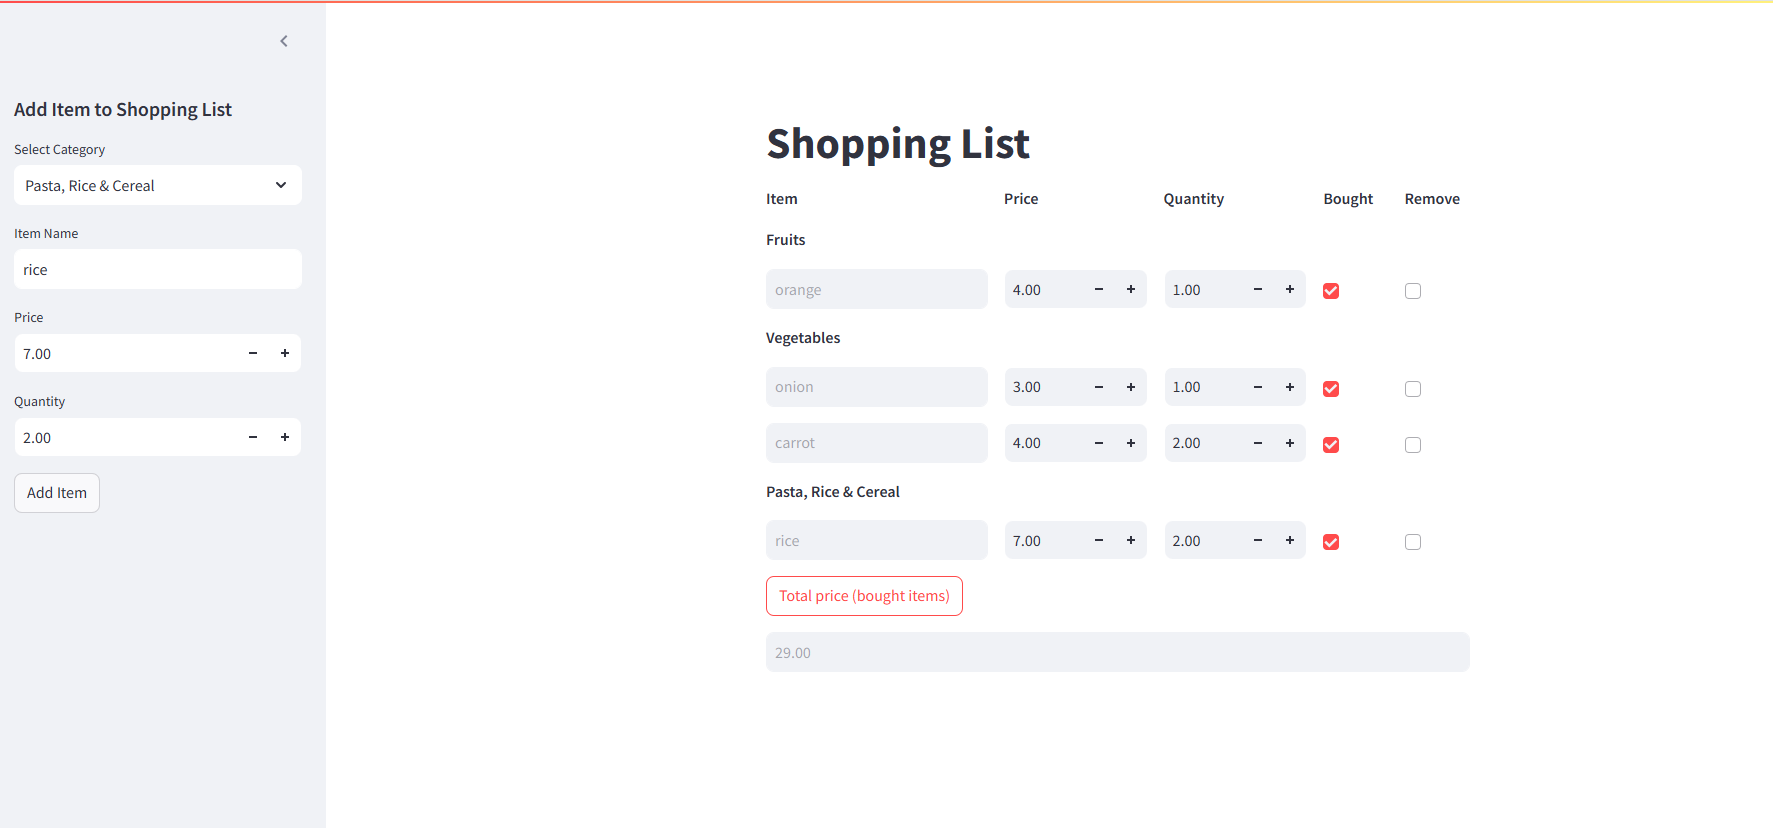 Add Item to Shopping List
Select Category
Pasta, Rice & Cereal
Item Name
rice
Price
7.00 - +
Quantity
2.00 - +
Add Item
Shopping List
Item Price Quantity Bought Remove
Fruits
orange 4.00 - + 1.00 - +
Vegetables
onion 3.00 - + 1.00 - +
carrot 4.00 - + 2.00 - +
Pasta, Rice & Cereal
rice 7.00 - + 2.00 - +
Total price (bought items)
29.00